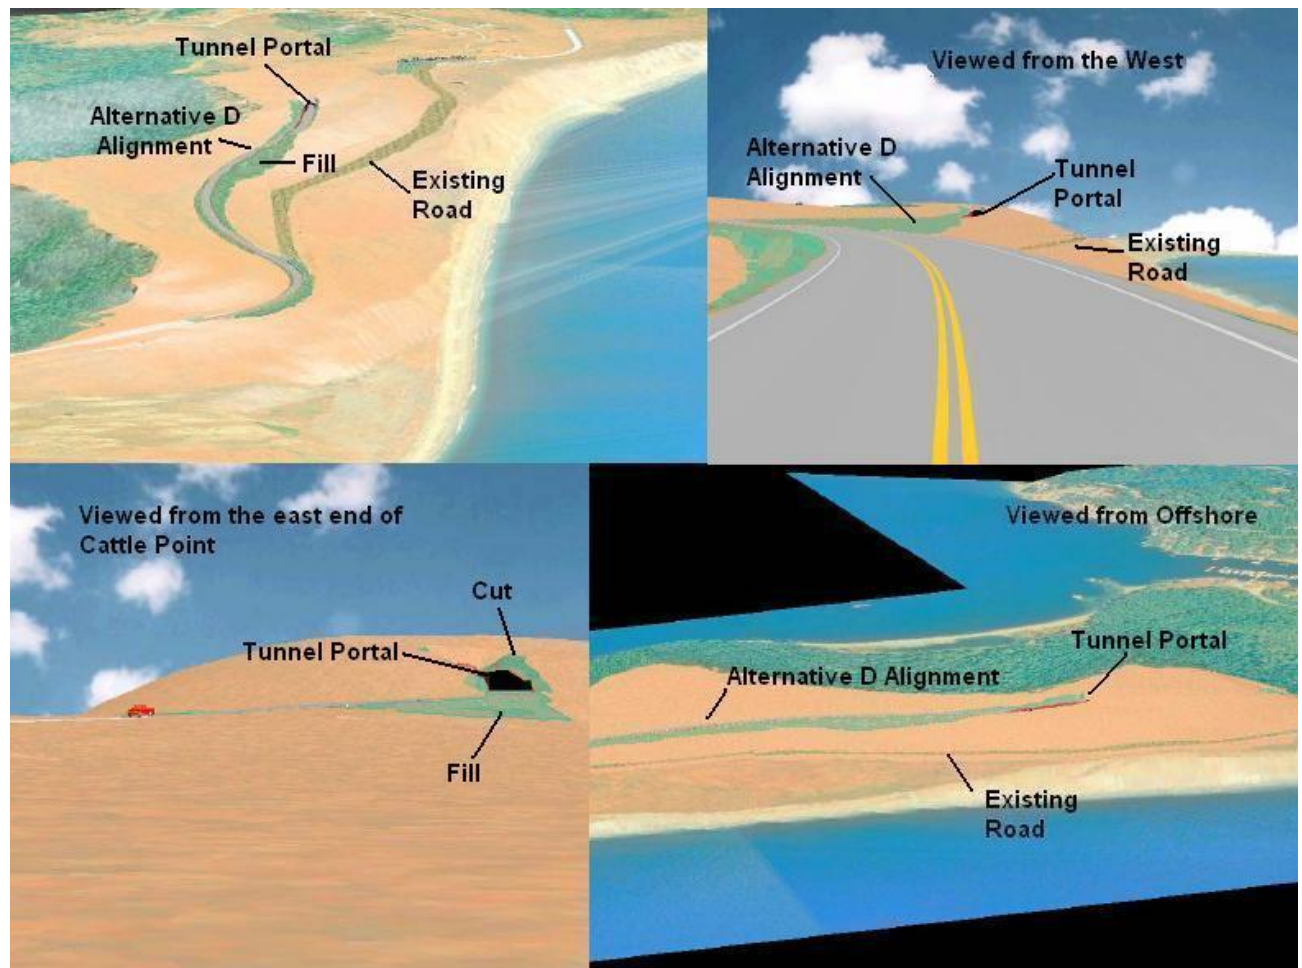 Tunnel Portal
Alternative D
Alignment
Fill
Existing
Road
Viewed from the West
Alternative D
Alignment
Tunnel
Portal
Existing
Road
Viewed from the east end of
Cattle Point
Cut
Tunnel Portal
Fill
Viewed from Offshore
Tunnel Portal
Alternative D Alignment
Existing
Road